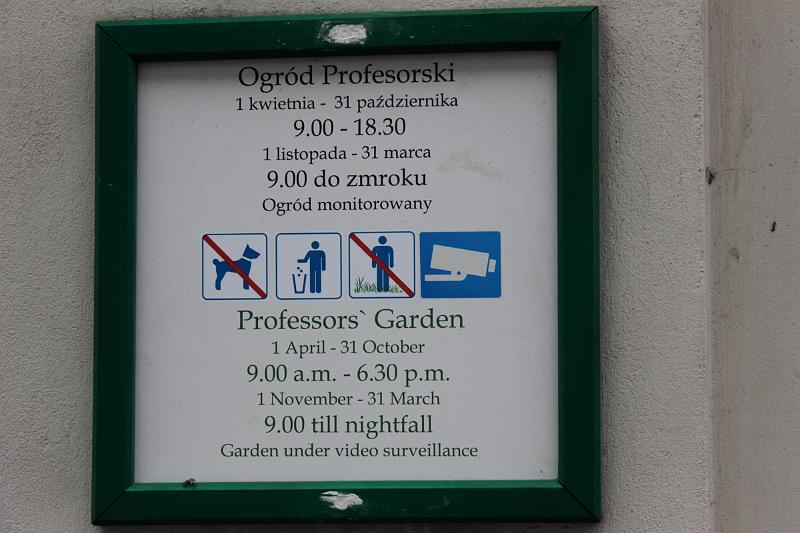 Ogród Profesorski
1 kwietnia - 31 października
9.00 - 18.30
1 listopada - 31 marca
9.00 do zmroku
Ogród monitorowany
Professors` Garden
1 April - 31 October
9.00 a.m. - 6.30 p.m.
1 November - 31 March
9.00 till nightfall
Garden under video surveillance